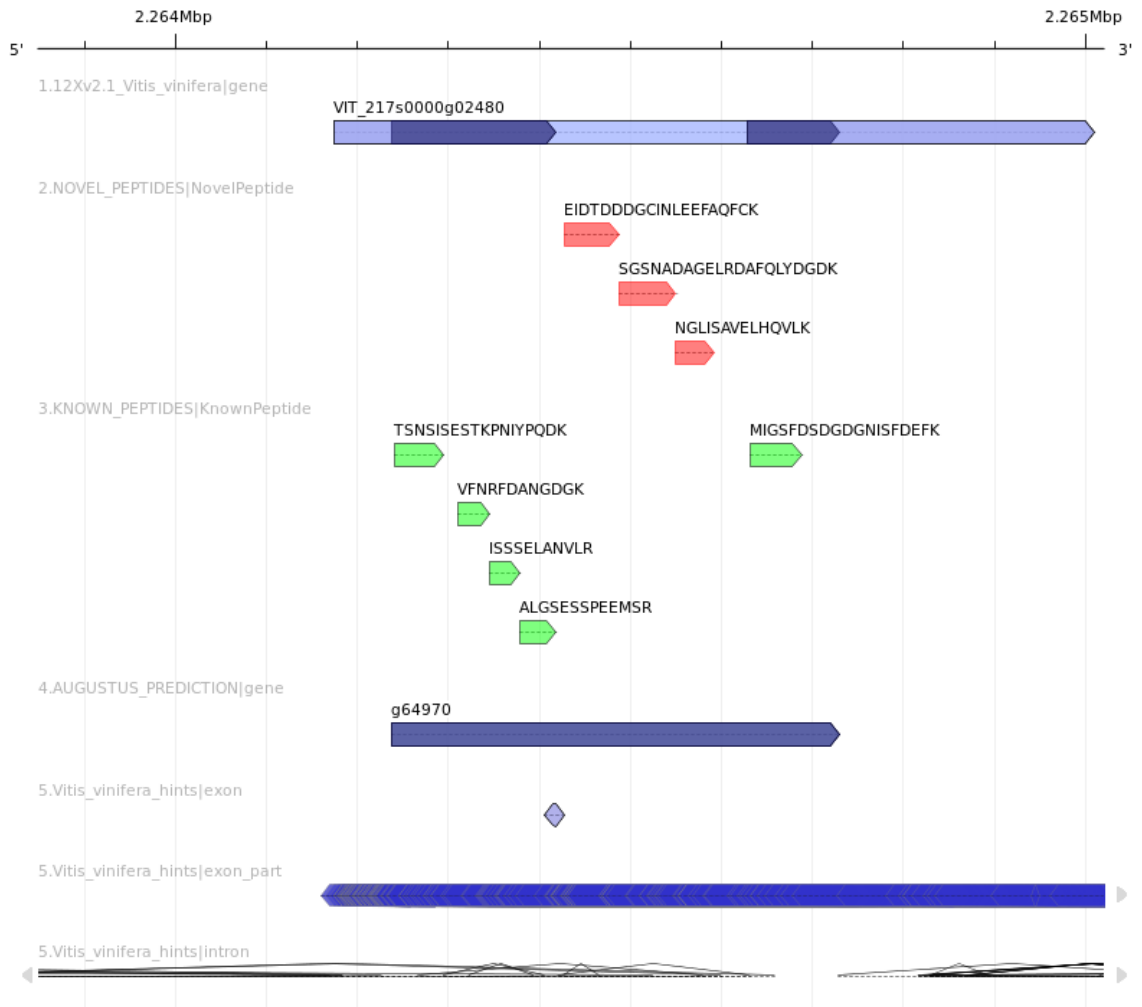 2.264Mbp 2.265Mbp
5' 3'
1.12Xv2.1_Vitis_vinifera|gene
VIT_217s0000g02480
2.NOVEL_PEPTIDES|NovelPeptide
EIDTDDDGCINLEEFAQFCK
SGSNADAGELRDAFQLYDGDK
NGLISAVELHQVLK
3.KNOWN_PEPTIDES|KnownPeptide
TSNSISESTKPNIYPQDK MIGSFDSDGDGNISFDEFK
VFNRFDANGDGK
ISSSELANVLR
ALGSESSPEEMSR
4.AUGUSTUS_PREDICTION|gene
g64970
5.Vitis_vinifera_hints|exon
5.Vitis_vinifera_hints|exon_part
5.Vitis_vinifera_hints|intron